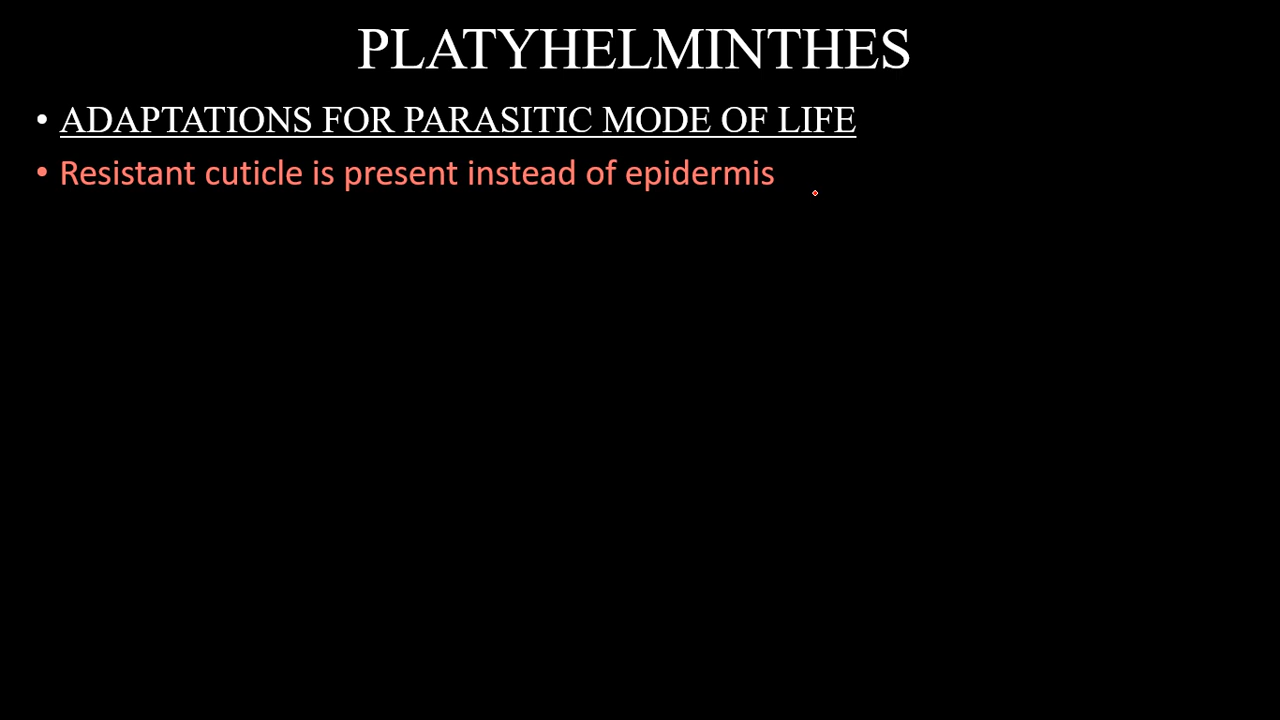 PLATYHELMINTHES
• ADAPTATIONS FOR PARASITIC MODE OF LIFE
• Resistant cuticle is present instead of epidermis